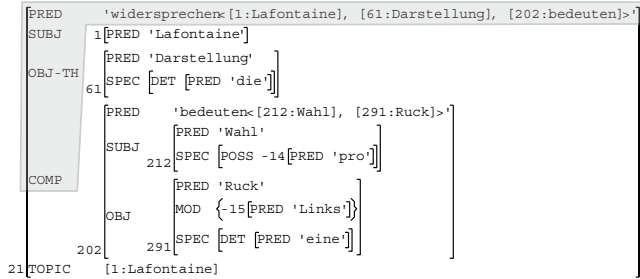 PRED 'widersprechen<[1:Lafontaine], [61:Darstellung], [202:bedeuten]>'
SUBJ 1[PRED 'Lafontaine']
PRED 'Darstellung'
OBJ-TH
61 SPEC [DET [PRED 'die']]
PRED 'bedeuten<[212:Wahl], [291:Ruck]>'
PRED 'Wahl'
SUBJ
212 SPEC [POSS -14[PRED 'pro']]
COMP
PRED 'Ruck'
MOD {-15[PRED 'Links']}
OBJ
202 291 SPEC [DET [PRED 'eine']]
21 TOPIC [1:Lafontaine]